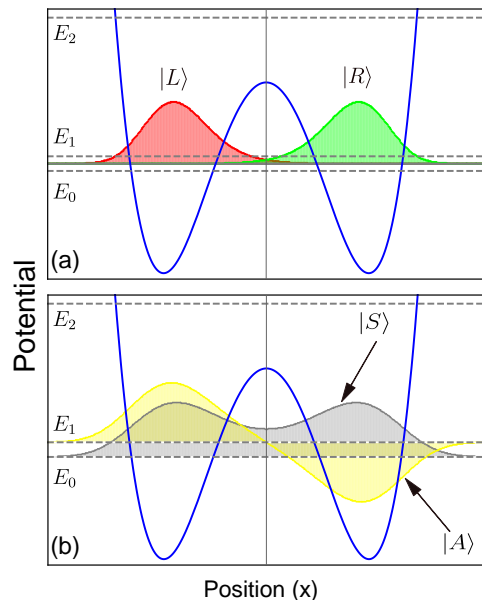 E₂
|L⟩ |R⟩
E₁
E₀
(a)
Potential
E₂
|S⟩
E₁
E₀
|A⟩
(b)
Position (x)